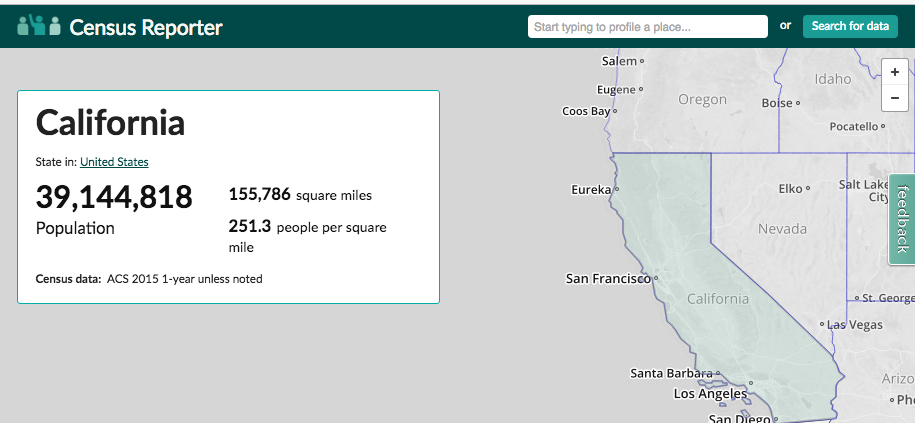 Census Reporter
Start typing to profile a place...
or
Search for data
California
State in: United States
39,144,818
Population
155,786 square miles
251.3 people per square
mile
Census data: ACS 2015 1-year unless noted
+
−
feedback
Salem
Eugene
Coos Bay
Oregon
Idaho
Boise
Pocatello
Eureka
Elko
Salt Lake
City
Nevada
San Francisco
California
St. George
Las Vegas
Santa Barbara
Los Angeles
San Diego
Arizo
Pho